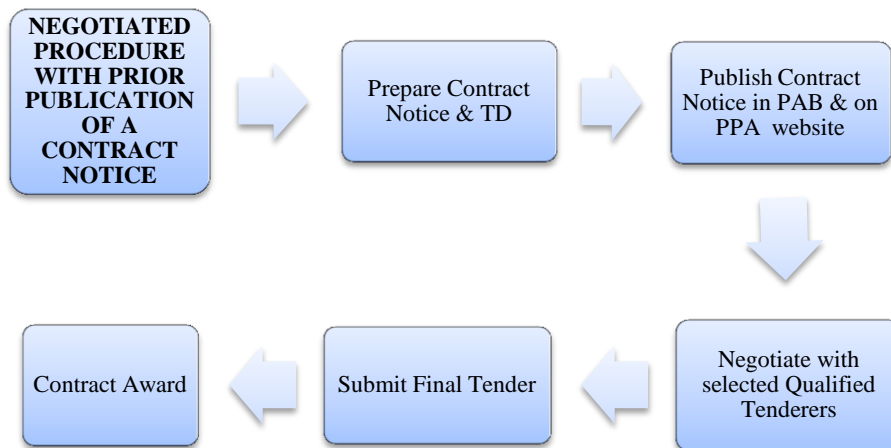 NEGOTIATED
PROCEDURE
WITH PRIOR
PUBLICATION
OF A
CONTRACT
NOTICE
Prepare Contract
Notice & TD
Publish Contract
Notice in PAB & on
PPA website
Negotiate with
selected Qualified
Tenderers
Submit Final Tender
Contract Award